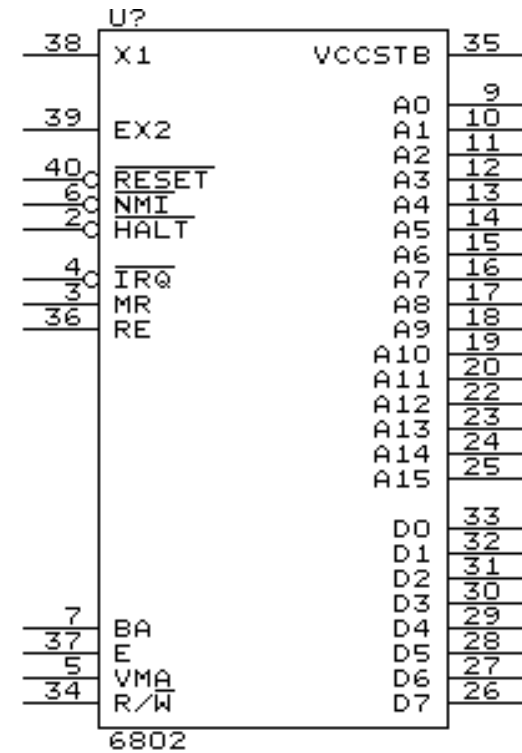 U?
38 X1 VCCSTB 35
A0 9
39 EX2 A1 10
A2 11
40 RESET A3 12
6 NMI A4 13
2 HALT A5 14
A6 15
4 IRQ A7 16
3 MR A8 17
36 RE A9 18
A10 19
A11 20
A12 22
A13 23
A14 24
A15 25
D0 33
D1 32
D2 31
D3 30
7 BA D4 29
37 E D5 28
5 VMA D6 27
34 R/W D7 26
6802